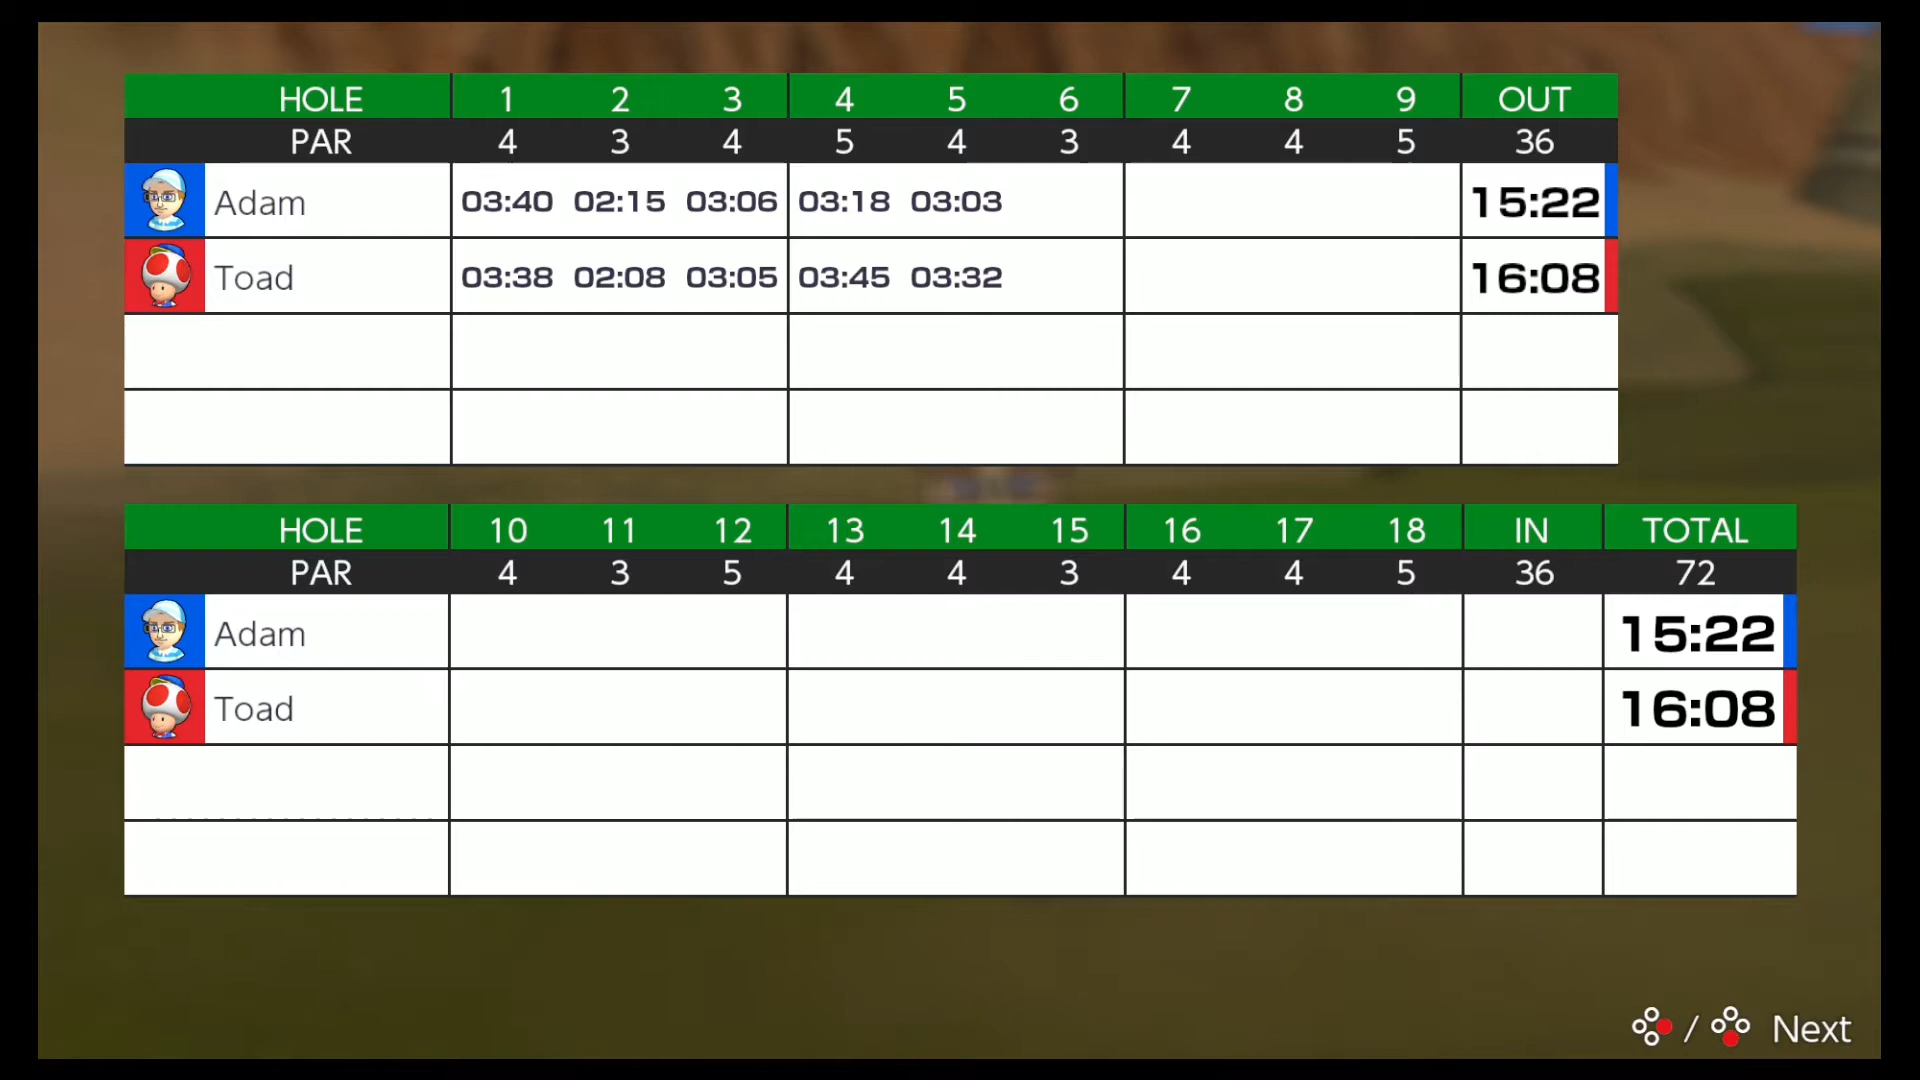 HOLE 1 2 3 4 5 6 7 8 9 OUT
PAR 4 3 4 5 4 3 4 4 5 36
Adam 03:40 02:15 03:06 03:18 03:03 15:22
Toad 03:38 02:08 03:05 03:45 03:32 16:08
HOLE 10 11 12 13 14 15 16 17 18 IN TOTAL
PAR 4 3 5 4 4 3 4 4 5 36 72
Adam 15:22
Toad 16:08
/ Next